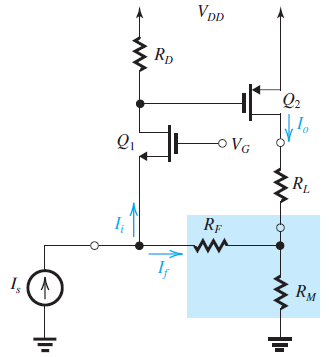 V_DD
R_D
Q_2
I_o
Q_1
V_G
R_L
I_i
R_F
I_f
I_s
R_M